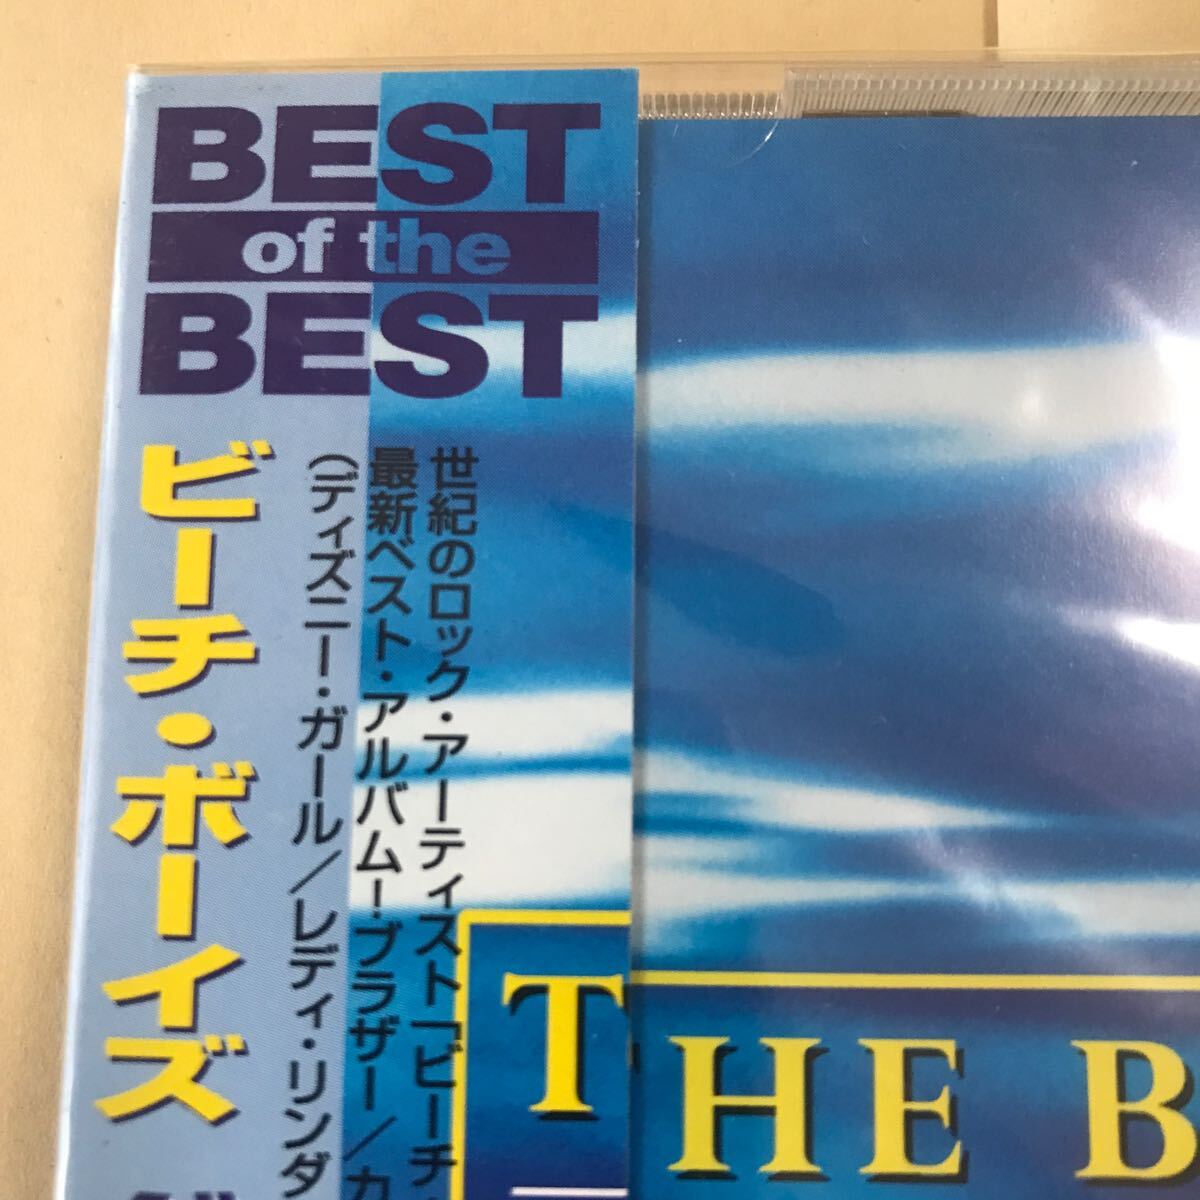 BEST
of the
BEST
ビーチ・ボーイズ
世紀のロック・アーティスト「ビーチ・
最新ベスト・アルバム！-ブラザー/カ
(ディズニー・ガール/レディ・リンダ
THE B